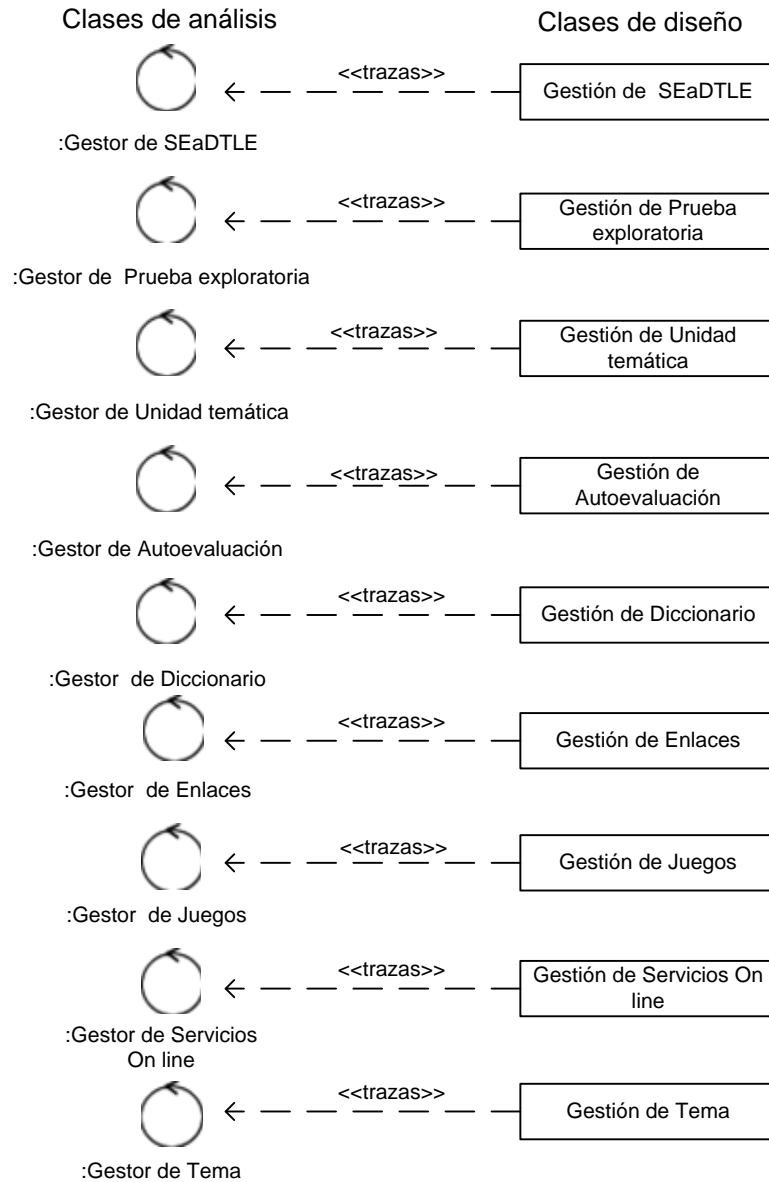 Clases de análisis
Clases de diseño
<<trazas>>
Gestión de SEaDTLE
:Gestor de SEaDTLE
<<trazas>>
Gestión de Prueba
exploratoria
:Gestor de Prueba exploratoria
<<trazas>>
Gestión de Unidad
temática
:Gestor de Unidad temática
<<trazas>>
Gestión de
Autoevaluación
:Gestor de Autoevaluación
<<trazas>>
Gestión de Diccionario
:Gestor de Diccionario
<<trazas>>
Gestión de Enlaces
:Gestor de Enlaces
<<trazas>>
Gestión de Juegos
:Gestor de Juegos
<<trazas>>
Gestión de Servicios On
line
:Gestor de Servicios
On line
<<trazas>>
Gestión de Tema
:Gestor de Tema